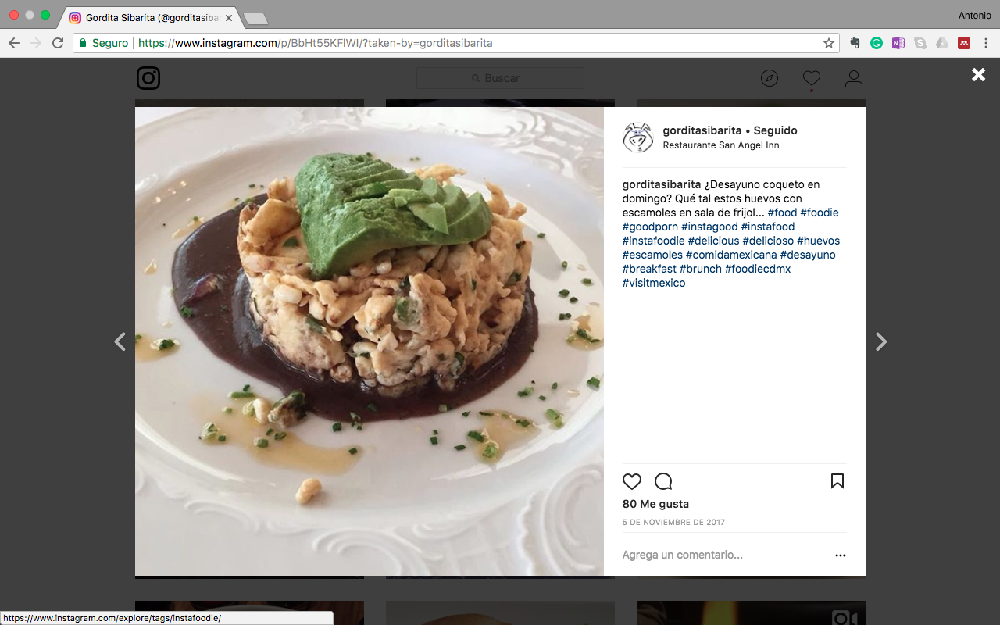 Gordita Sibarita (@gorditasibar
Antonio
Seguro
https://www.instagram.com/p/BbHt55KFIWI/?taken-by=gorditasibarita
Buscar
gorditasibarita • Seguido
Restaurante San Angel Inn
gorditasibarita ¿Desayuno coqueto en
domingo? Qué tal estos huevos con
escamoles en sala de frijol... #food #foodie
#goodporn #instagood #instafood
#instafoodie #delicious #delicioso #huevos
#escamoles #comidamexicana #desayuno
#breakfast #brunch #foodiecdmx
#visitmexico
80 Me gusta
5 DE NOVIEMBRE DE 2017
Agrega un comentario...
https://www.instagram.com/explore/tags/instafoodie/